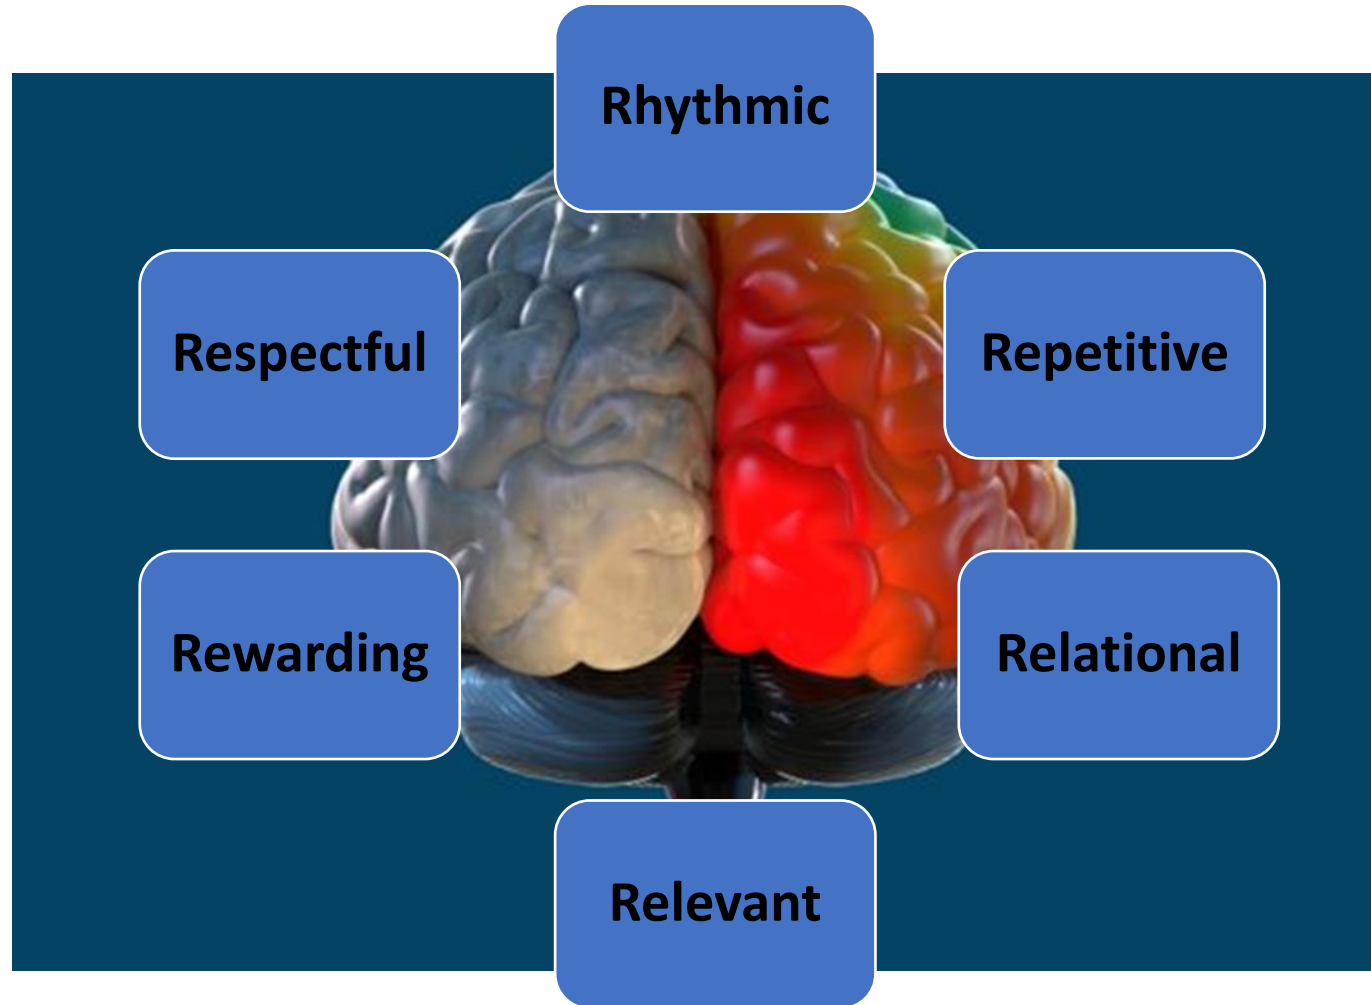 Rhythmic
Respectful
Repetitive
Rewarding
Relational
Relevant